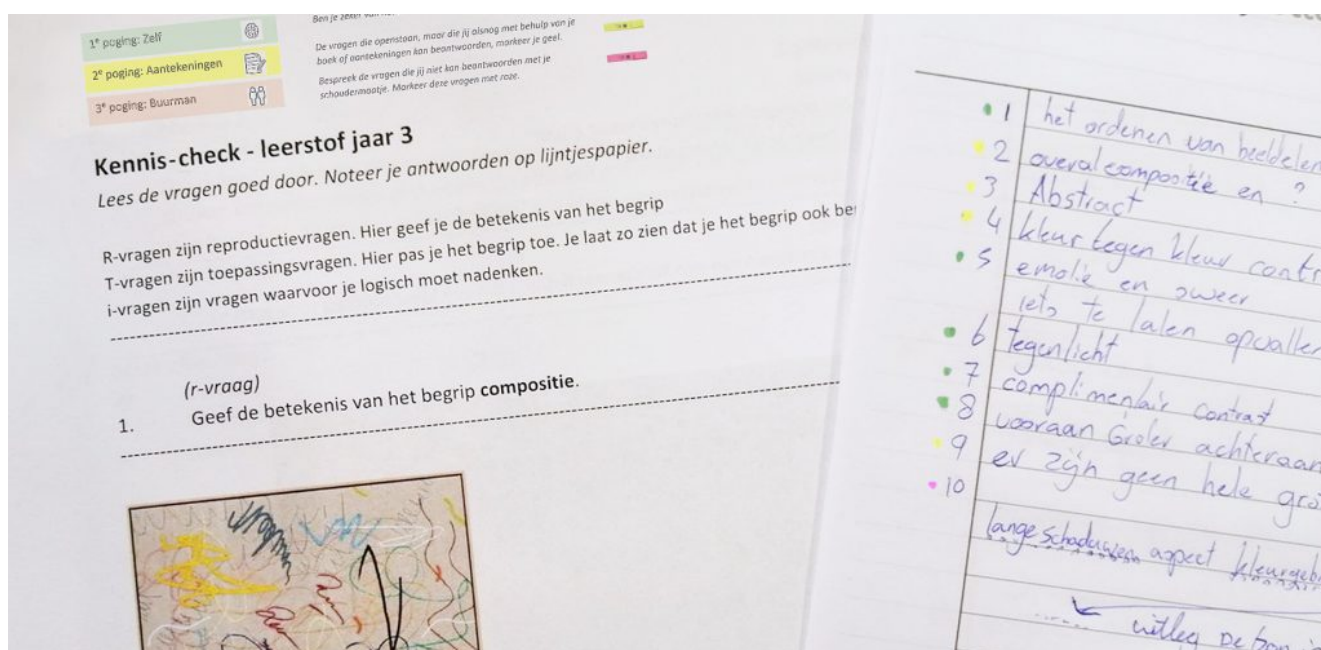 1e poging: Zelf
2e poging: Aantekeningen
3e poging: Buurman
Ben je zeker van
De vragen die openstaan, maar die jij alsnog met behulp van je
boek of aantekeningen kan beantwoorden, markeer je geel.
Bespreek de vragen die jij niet kan beantwoorden met je
schoudermaatje. Markeer deze vragen met roze.
Kennis-check - leerstof jaar 3
Lees de vragen goed door. Noteer je antwoorden op lijntjespapier.
R-vragen zijn reproductievragen. Hier geef je de betekenis van het begrip
T-vragen zijn toepassingsvragen. Hier pas je het begrip toe. Je laat zo zien dat je het begrip ook be
i-vragen zijn vragen waarvoor je logisch moet nadenken.
(r-vraag)
1. Geef de betekenis van het begrip compositie.
1 het ordenen van beeldelen
2 overal compositie en ?
3 Abstract
4 kleur tegen kleur contr
5 emotie en sweer
iets te laten opvallen
6 tegenlicht
7 complimentair contrast
8 vooraan Groter achteraan
9 er zijn geen hele gro
10
lange schaduwen aspect kleurgeb
uitleg De